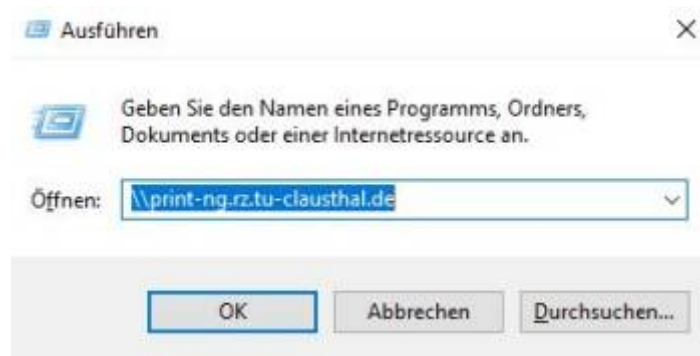 Ausführen
Geben Sie den Namen eines Programms, Ordners,
Dokuments oder einer Internetressource an.
Öffnen: \\print-ng.rz.tu-clausthal.de
OK Abbrechen Durchsuchen...